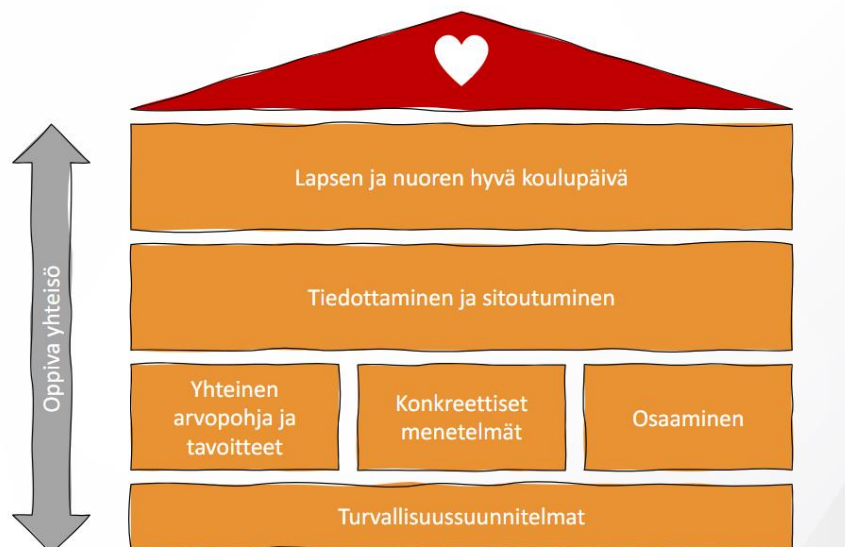 Lapsen ja nuoren hyvä koulupäivä
Tiedottaminen ja sitoutuminen
Oppiva yhteisö
Yhteinen
arvopohja ja
tavoitteet
Konkreettiset
menetelmät
Osaaminen
Turvallisuussuunnitelmat